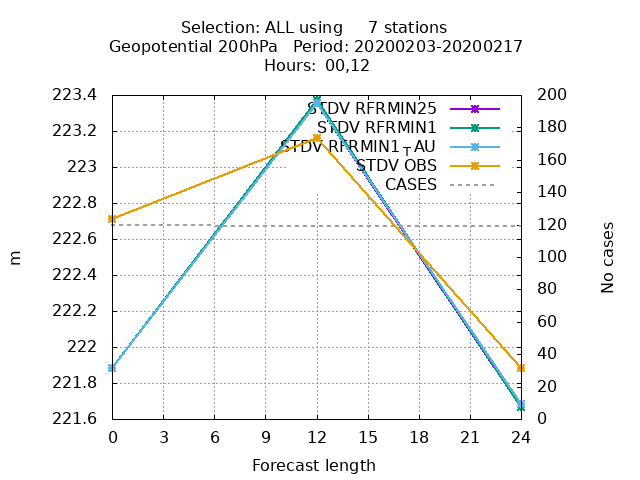 Selection: ALL using 7 stations
Geopotential 200hPa Period: 20200203-20200217
Hours: 00,12
223.4
223.2
223
222.8
222.6
222.4
222.2
222
221.8
221.6
m
STDV RFRMIN25
STDV RFRMIN1
STDV RFRMIN1_AU
STDV OBS
CASES
200
180
160
140
120
100
80
60
40
20
0
No cases
0 3 6 9 12 15 18 21 24
Forecast length